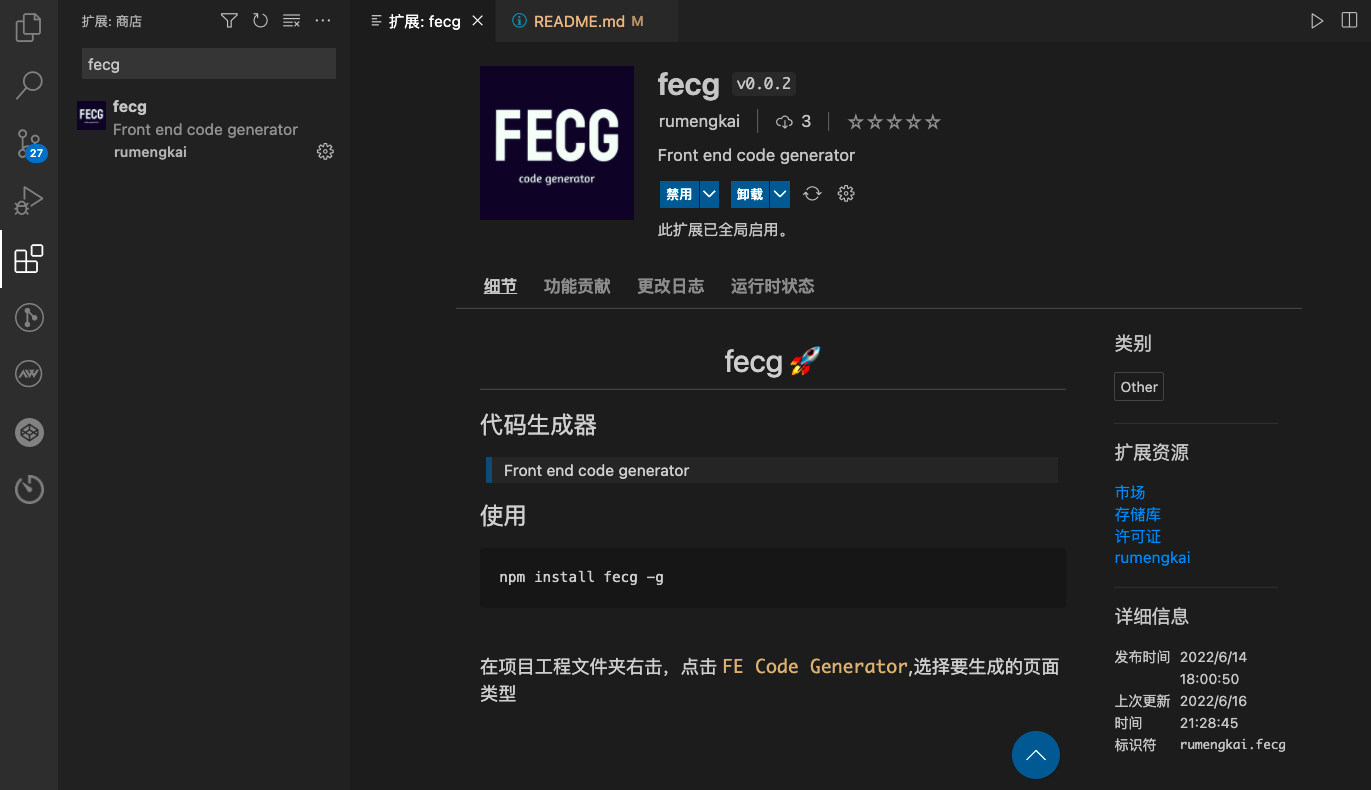 扩展: 商店
fecg
FECG
fecg
Front end code generator
rumengkai
27
扩展: fecg
README.md M
FECG
code generator
fecg v0.0.2
rumengkai 3
Front end code generator
禁用 卸载
此扩展已全局启用。
细节 功能贡献 更改日志 运行时状态
fecg 🚀
代码生成器
Front end code generator
使用
npm install fecg -g
在项目工程文件夹右击，点击 FE Code Generator,选择要生成的页面
类型
类别
Other
扩展资源
市场
存储库
许可证
rumengkai
详细信息
发布时间 2022/6/14
18:00:50
上次更新 2022/6/16
时间 21:28:45
标识符 rumengkai.fecg